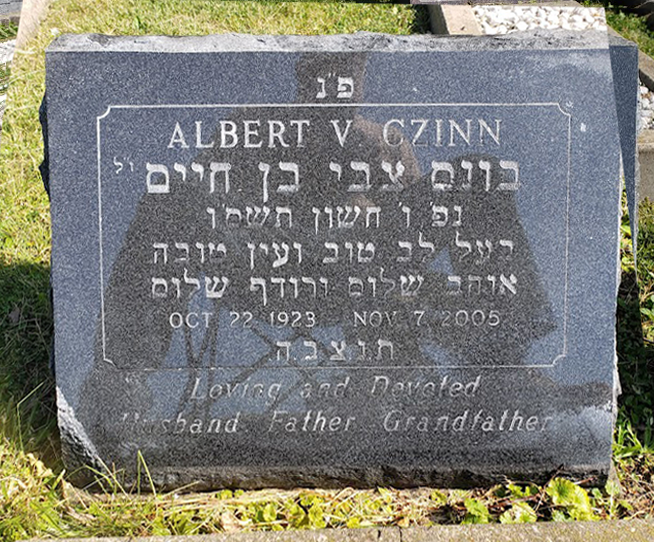 פ"נ
ALBERT V. CZINN
בונם צבי בן חיים ז"ל
נפ' ו' חשון תשס"ו
בעל לב טוב ועין טובה
אוהב שלום ורודף שלום
OCT 22 1923 NOV 7 2005
ת.נ.צ.ב.ה.
Loving and Devoted
Husband Father Grandfather